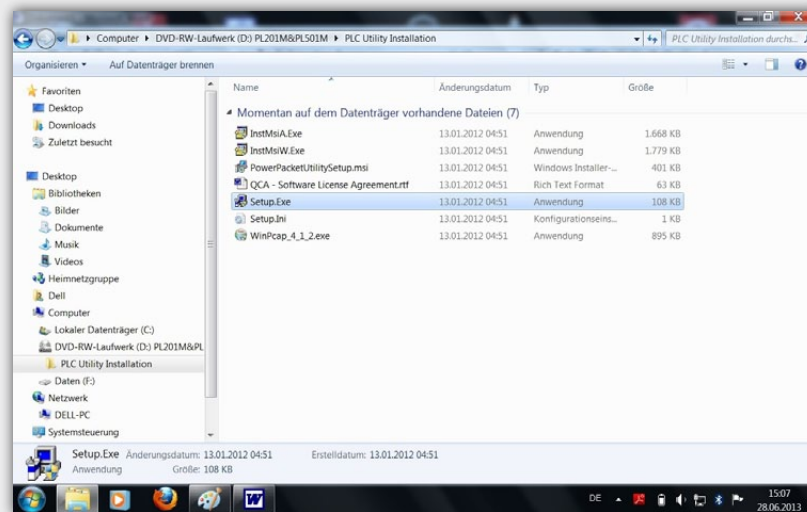 Computer ▸ DVD-RW-Laufwerk (D:) PL201M&PL501M ▸ PLC Utility Installation
PLC Utility Installation durchs...
Organisieren
Auf Datenträger brennen
Favoriten
Desktop
Downloads
Zuletzt besucht
Desktop
Bibliotheken
Bilder
Dokumente
Musik
Videos
Heimnetzgruppe
Dell
Computer
Lokaler Datenträger (C:)
DVD-RW-Laufwerk (D:) PL201M&PL
PLC Utility Installation
Daten (F:)
Netzwerk
DELL-PC
Systemsteuerung
Name Änderungsdatum Typ Größe
Momentan auf dem Datenträger vorhandene Dateien (7)
InstMsiA.Exe 13.01.2012 04:51 Anwendung 1.668 KB
InstMsiW.Exe 13.01.2012 04:51 Anwendung 1.779 KB
PowerPacketUtilitySetup.msi 13.01.2012 04:51 Windows Installer-... 401 KB
QCA - Software License Agreement.rtf 13.01.2012 04:51 Rich Text Format 63 KB
Setup.Exe 13.01.2012 04:51 Anwendung 108 KB
Setup.Ini 13.01.2012 04:51 Konfigurationseins... 1 KB
WinPcap_4_1_2.exe 13.01.2012 04:51 Anwendung 895 KB
Setup.Exe Änderungsdatum: 13.01.2012 04:51 Erstelldatum: 13.01.2012 04:51
Anwendung Größe: 108 KB
DE
15:07
28.06.2013